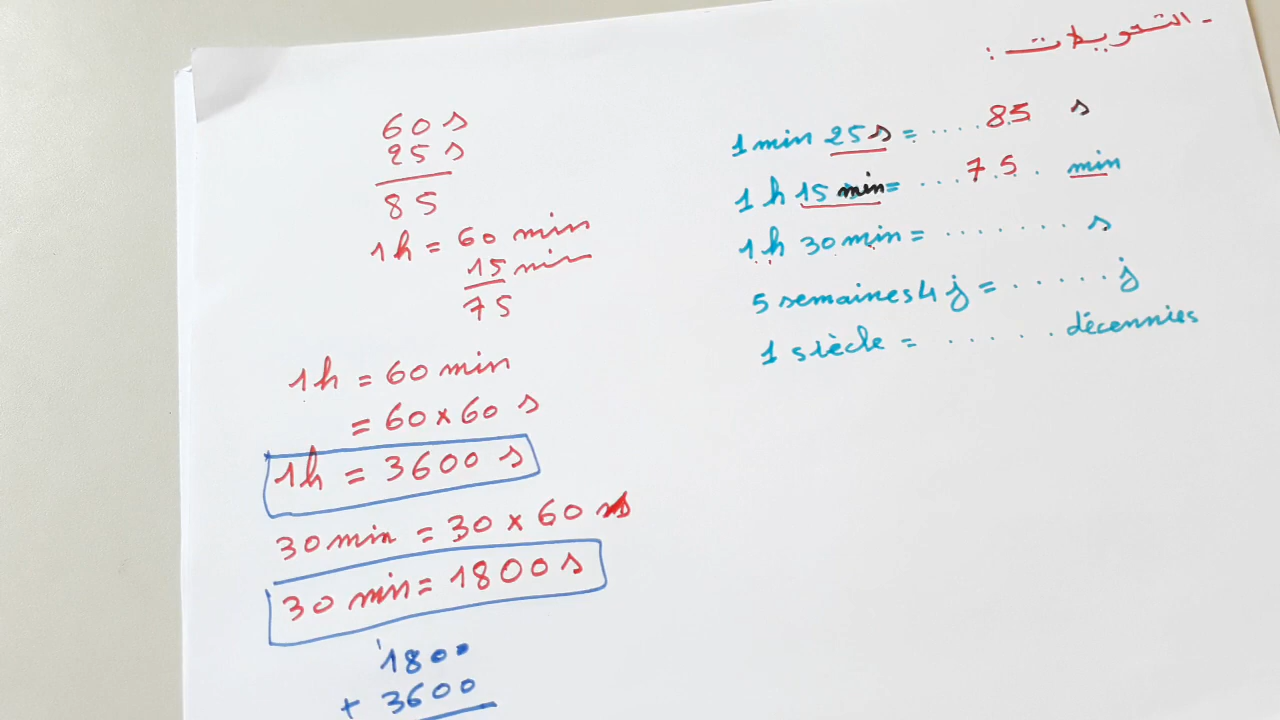 - التحويلات :
1 min 25 s = .... 85 s
1 h 15 min = ... 75 . min
1 h 30 min = ....... s
5 semaines 4 j = ..... j
1 siècle = ..... décennies
60 s
25 s
85
1h = 60 min
15 min
75
1h = 60 min
= 60 x 60 s
1h = 3600 s
30 min = 30 x 60 s
30 min = 1800 s
1
1800
+ 3600